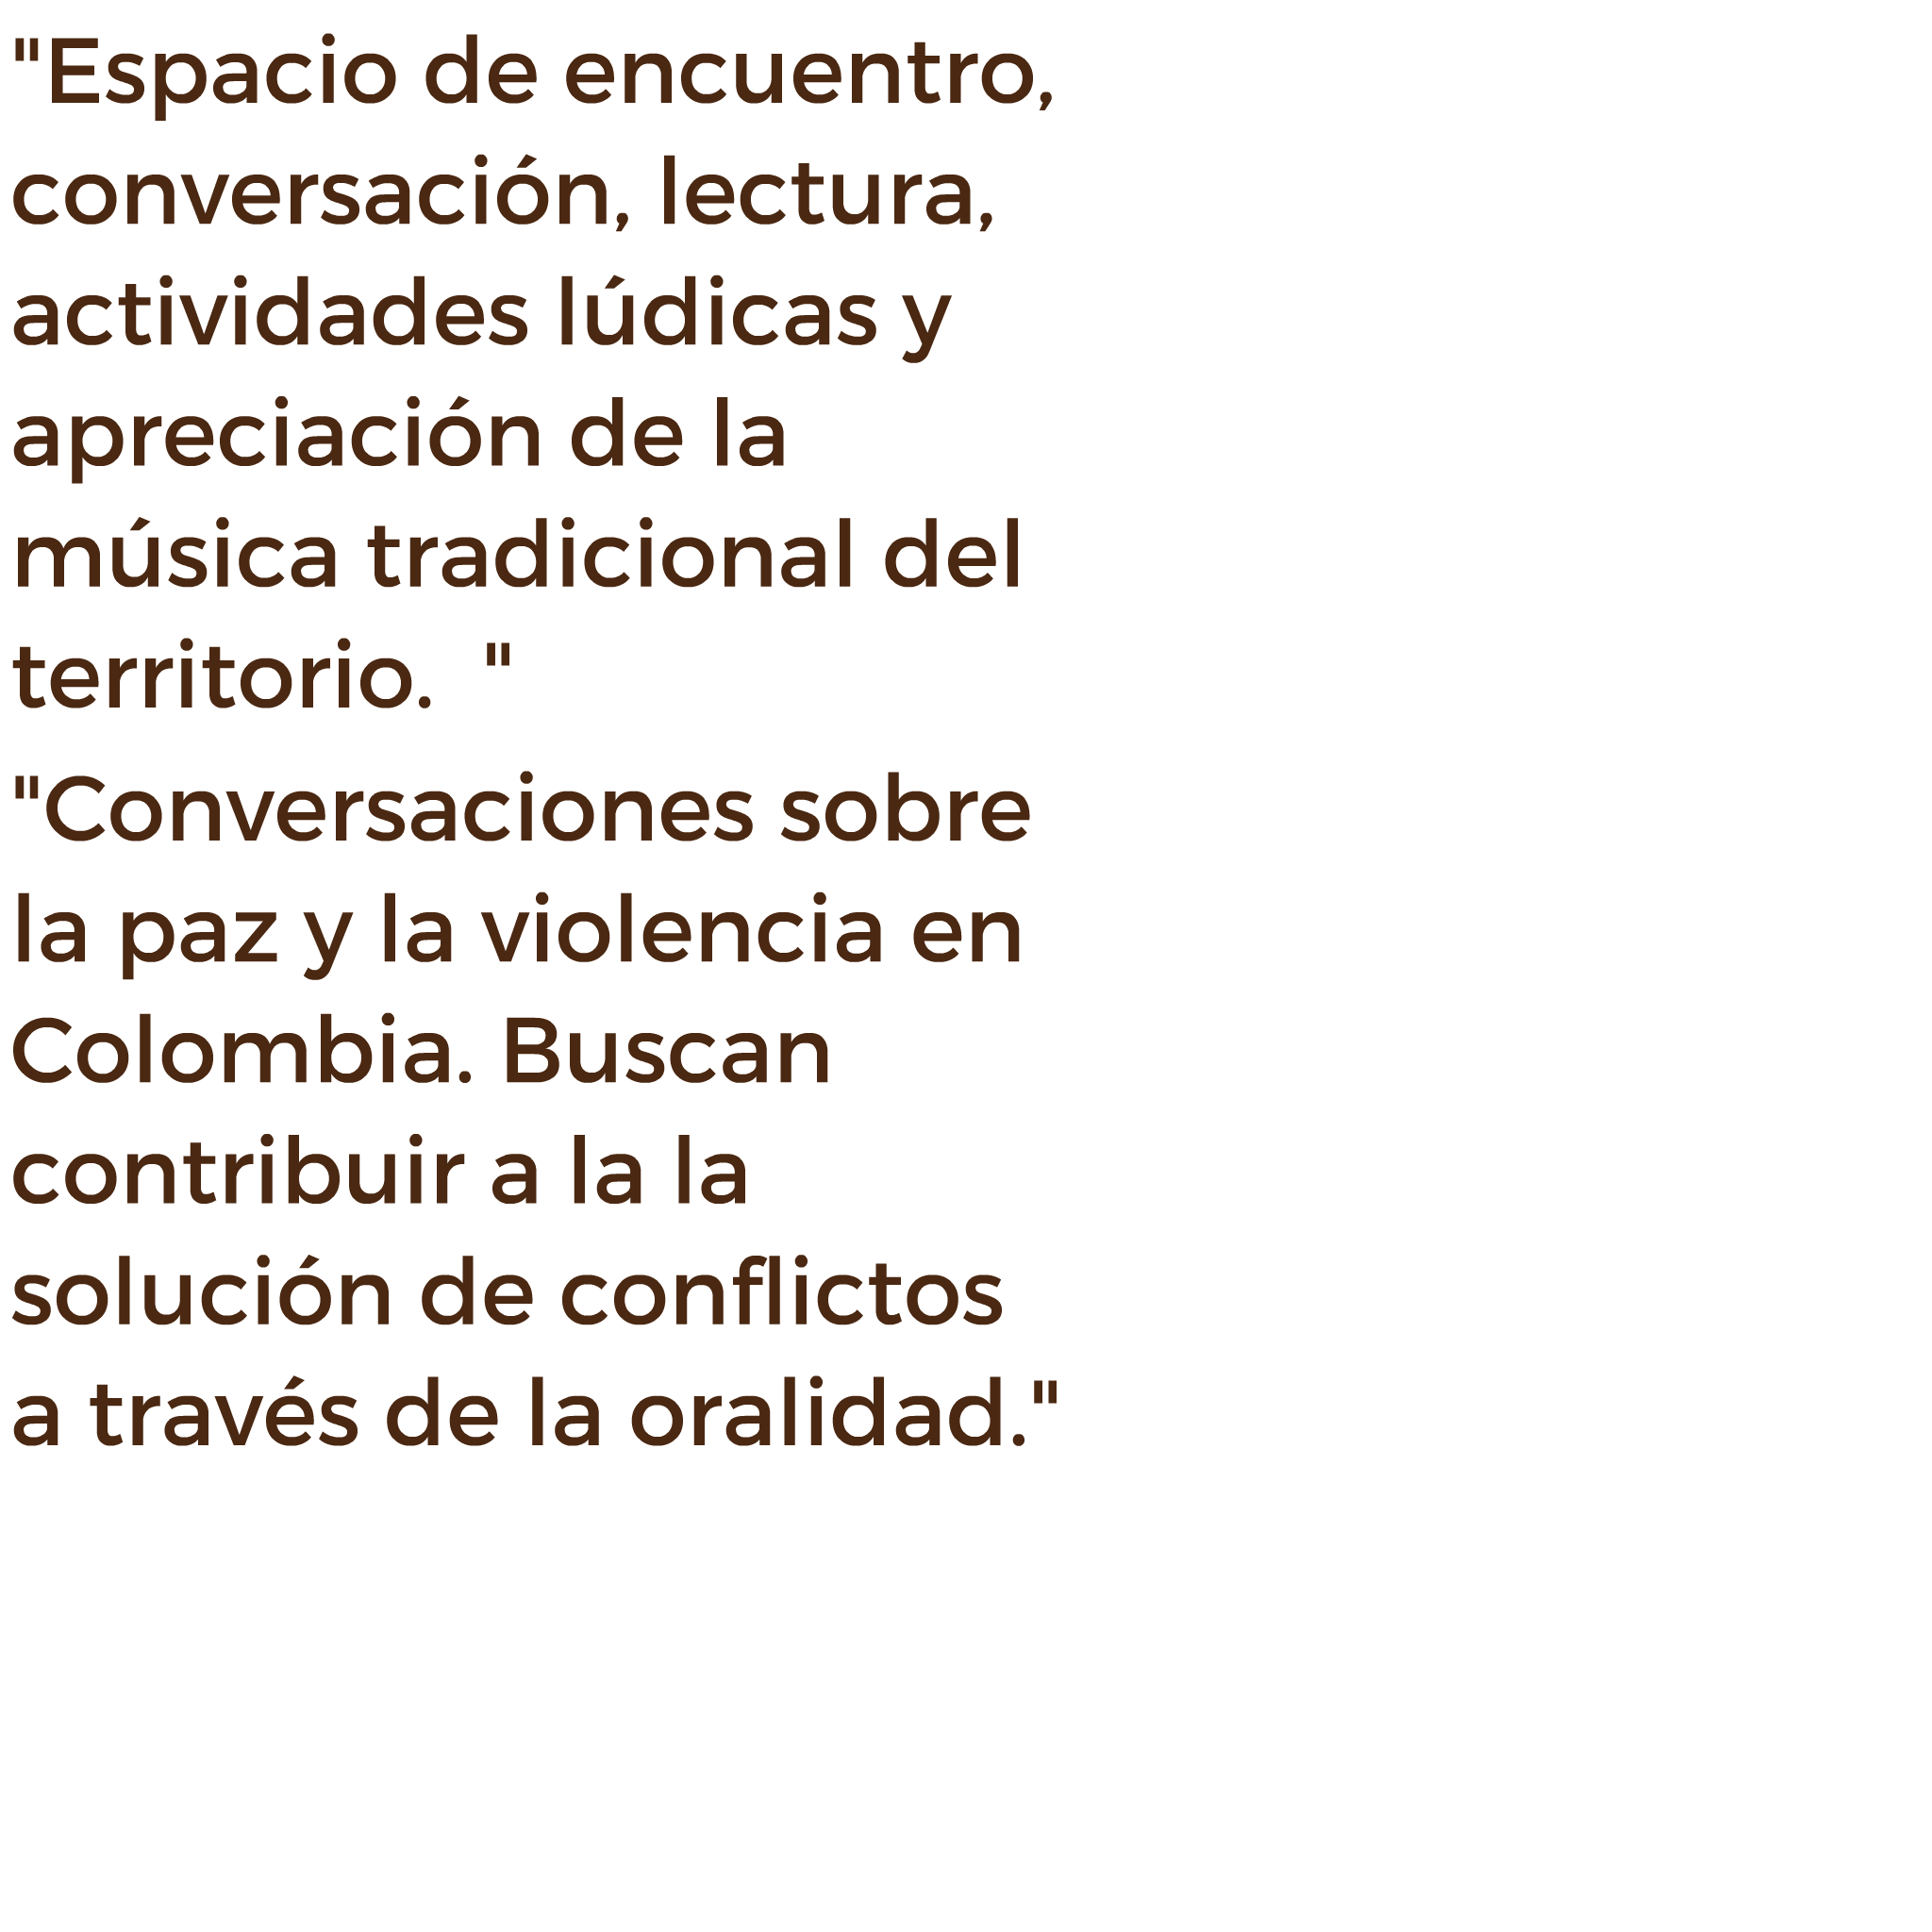 "Espacio de encuentro,
conversación, lectura,
actividades lúdicas y
apreciación de la
música tradicional del
territorio.  "
"Conversaciones sobre
la paz y la violencia en
Colombia. Buscan
contribuir a la la
solución de conflictos
a través de la oralidad."